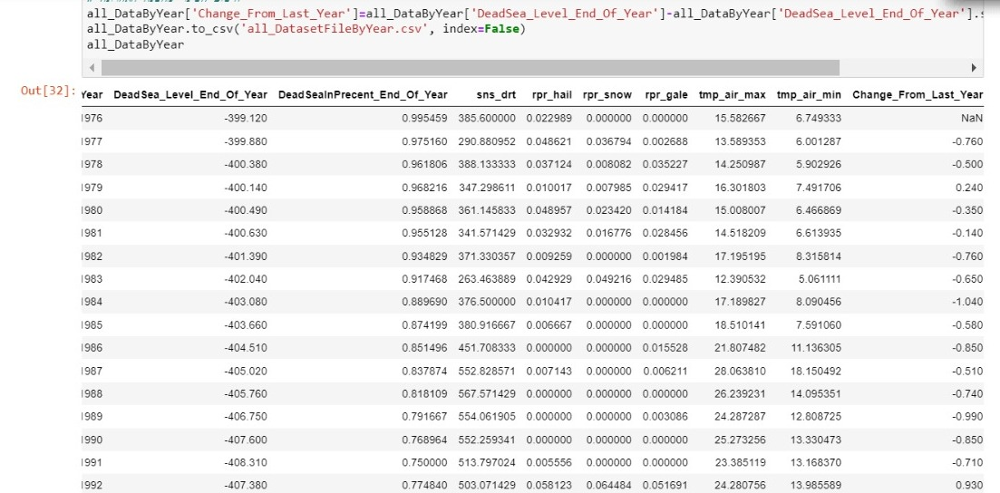 all_DataByYear['Change_From_Last_Year']=all_DataByYear['DeadSea_Level_End_Of_Year']-all_DataByYear['DeadSea_Level_End_Of_Year'].s
all_DataByYear.to_csv('all_DatasetFileByYear.csv', index=False)
all_DataByYear
Out[32]: Year DeadSea_Level_End_Of_Year DeadSeaInPrecent_End_Of_Year sns_drt rpr_hail rpr_snow rpr_gale tmp_air_max tmp_air_min Change_From_Last_Year
1976 -399.120 0.995459 385.600000 0.022989 0.000000 0.000000 15.582667 6.749333 NaN
1977 -399.880 0.975160 290.880952 0.048621 0.036794 0.002688 13.589353 6.001287 -0.760
1978 -400.380 0.961806 388.133333 0.037124 0.008082 0.035227 14.250987 5.902926 -0.500
1979 -400.140 0.968216 347.298611 0.010017 0.007985 0.029417 16.301803 7.491706 0.240
1980 -400.490 0.958868 361.145833 0.048957 0.023420 0.014184 15.008007 6.466869 -0.350
1981 -400.630 0.955128 341.571429 0.032932 0.016776 0.028456 14.518209 6.613935 -0.140
1982 -401.390 0.934829 371.330357 0.009259 0.000000 0.001984 17.195195 8.315814 -0.760
1983 -402.040 0.917468 263.463889 0.042929 0.049216 0.029485 12.390532 5.061111 -0.650
1984 -403.080 0.889690 376.500000 0.010417 0.000000 0.000000 17.189827 8.090456 -1.040
1985 -403.660 0.874199 380.916667 0.006667 0.000000 0.000000 18.510141 7.591060 -0.580
1986 -404.510 0.851496 451.708333 0.000000 0.000000 0.015528 21.807482 11.136305 -0.850
1987 -405.020 0.837874 552.828571 0.007143 0.000000 0.006211 28.063810 18.150492 -0.510
1988 -405.760 0.818109 567.571429 0.000000 0.000000 0.000000 26.239231 14.095351 -0.740
1989 -406.750 0.791667 554.061905 0.000000 0.000000 0.003086 24.287287 12.808725 -0.990
1990 -407.600 0.768964 552.259341 0.000000 0.000000 0.000000 25.273256 13.330473 -0.850
1991 -408.310 0.750000 513.797024 0.005556 0.000000 0.000000 23.385119 13.168370 -0.710
1992 -407.380 0.774840 503.071429 0.058123 0.064484 0.051691 24.280756 13.985589 0.930